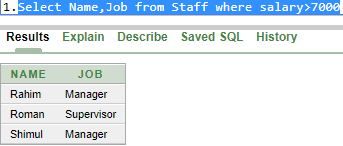 1.Select Name,Job from Staff where salary>7000
Results Explain Describe Saved SQL History
NAME JOB
Rahim Manager
Roman Supervisor
Shimul Manager